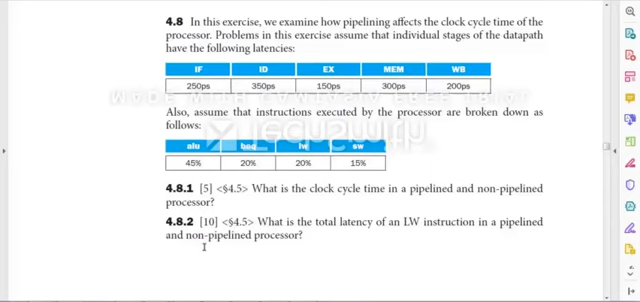 4.8 In this exercise, we examine how pipelining affects the clock cycle time of the
processor. Problems in this exercise assume that individual stages of the datapath
have the following latencies:
IF ID EX MEM WB
250ps 350ps 150ps 300ps 200ps
Also, assume that instructions executed by the processor are broken down as
follows:
alu beq lw sw
45% 20% 20% 15%
4.8.1 [5] <§4.5> What is the clock cycle time in a pipelined and non-pipelined
processor?
4.8.2 [10] <§4.5> What is the total latency of an LW instruction in a pipelined
and non-pipelined processor?